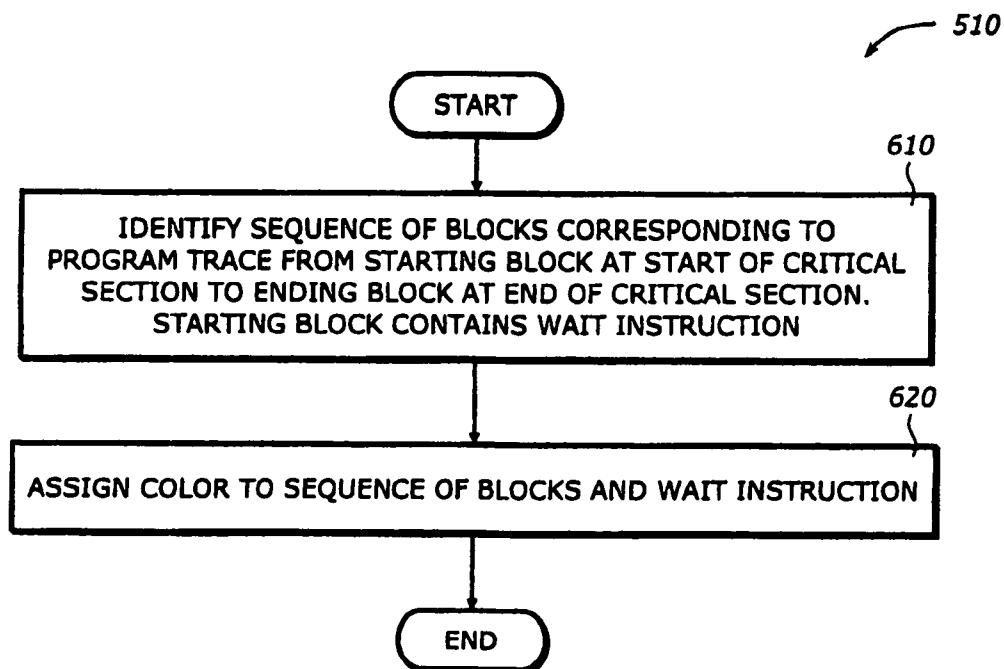 510
START
610
IDENTIFY SEQUENCE OF BLOCKS CORRESPONDING TO
PROGRAM TRACE FROM STARTING BLOCK AT START OF CRITICAL
SECTION TO ENDING BLOCK AT END OF CRITICAL SECTION.
STARTING BLOCK CONTAINS WAIT INSTRUCTION
620
ASSIGN COLOR TO SEQUENCE OF BLOCKS AND WAIT INSTRUCTION
END